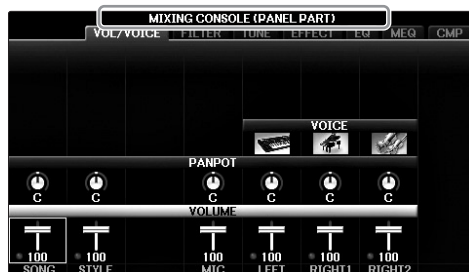 MIXING CONSOLE (PANEL PART)
VOL/VOICE FILTER TUNE EFFECT EQ MEQ CMP
VOICE
PANPOT
C C C C C C
VOLUME
100 100 100 100 100 100
SONG STYLE MIC LEFT RIGHT1 RIGHT2